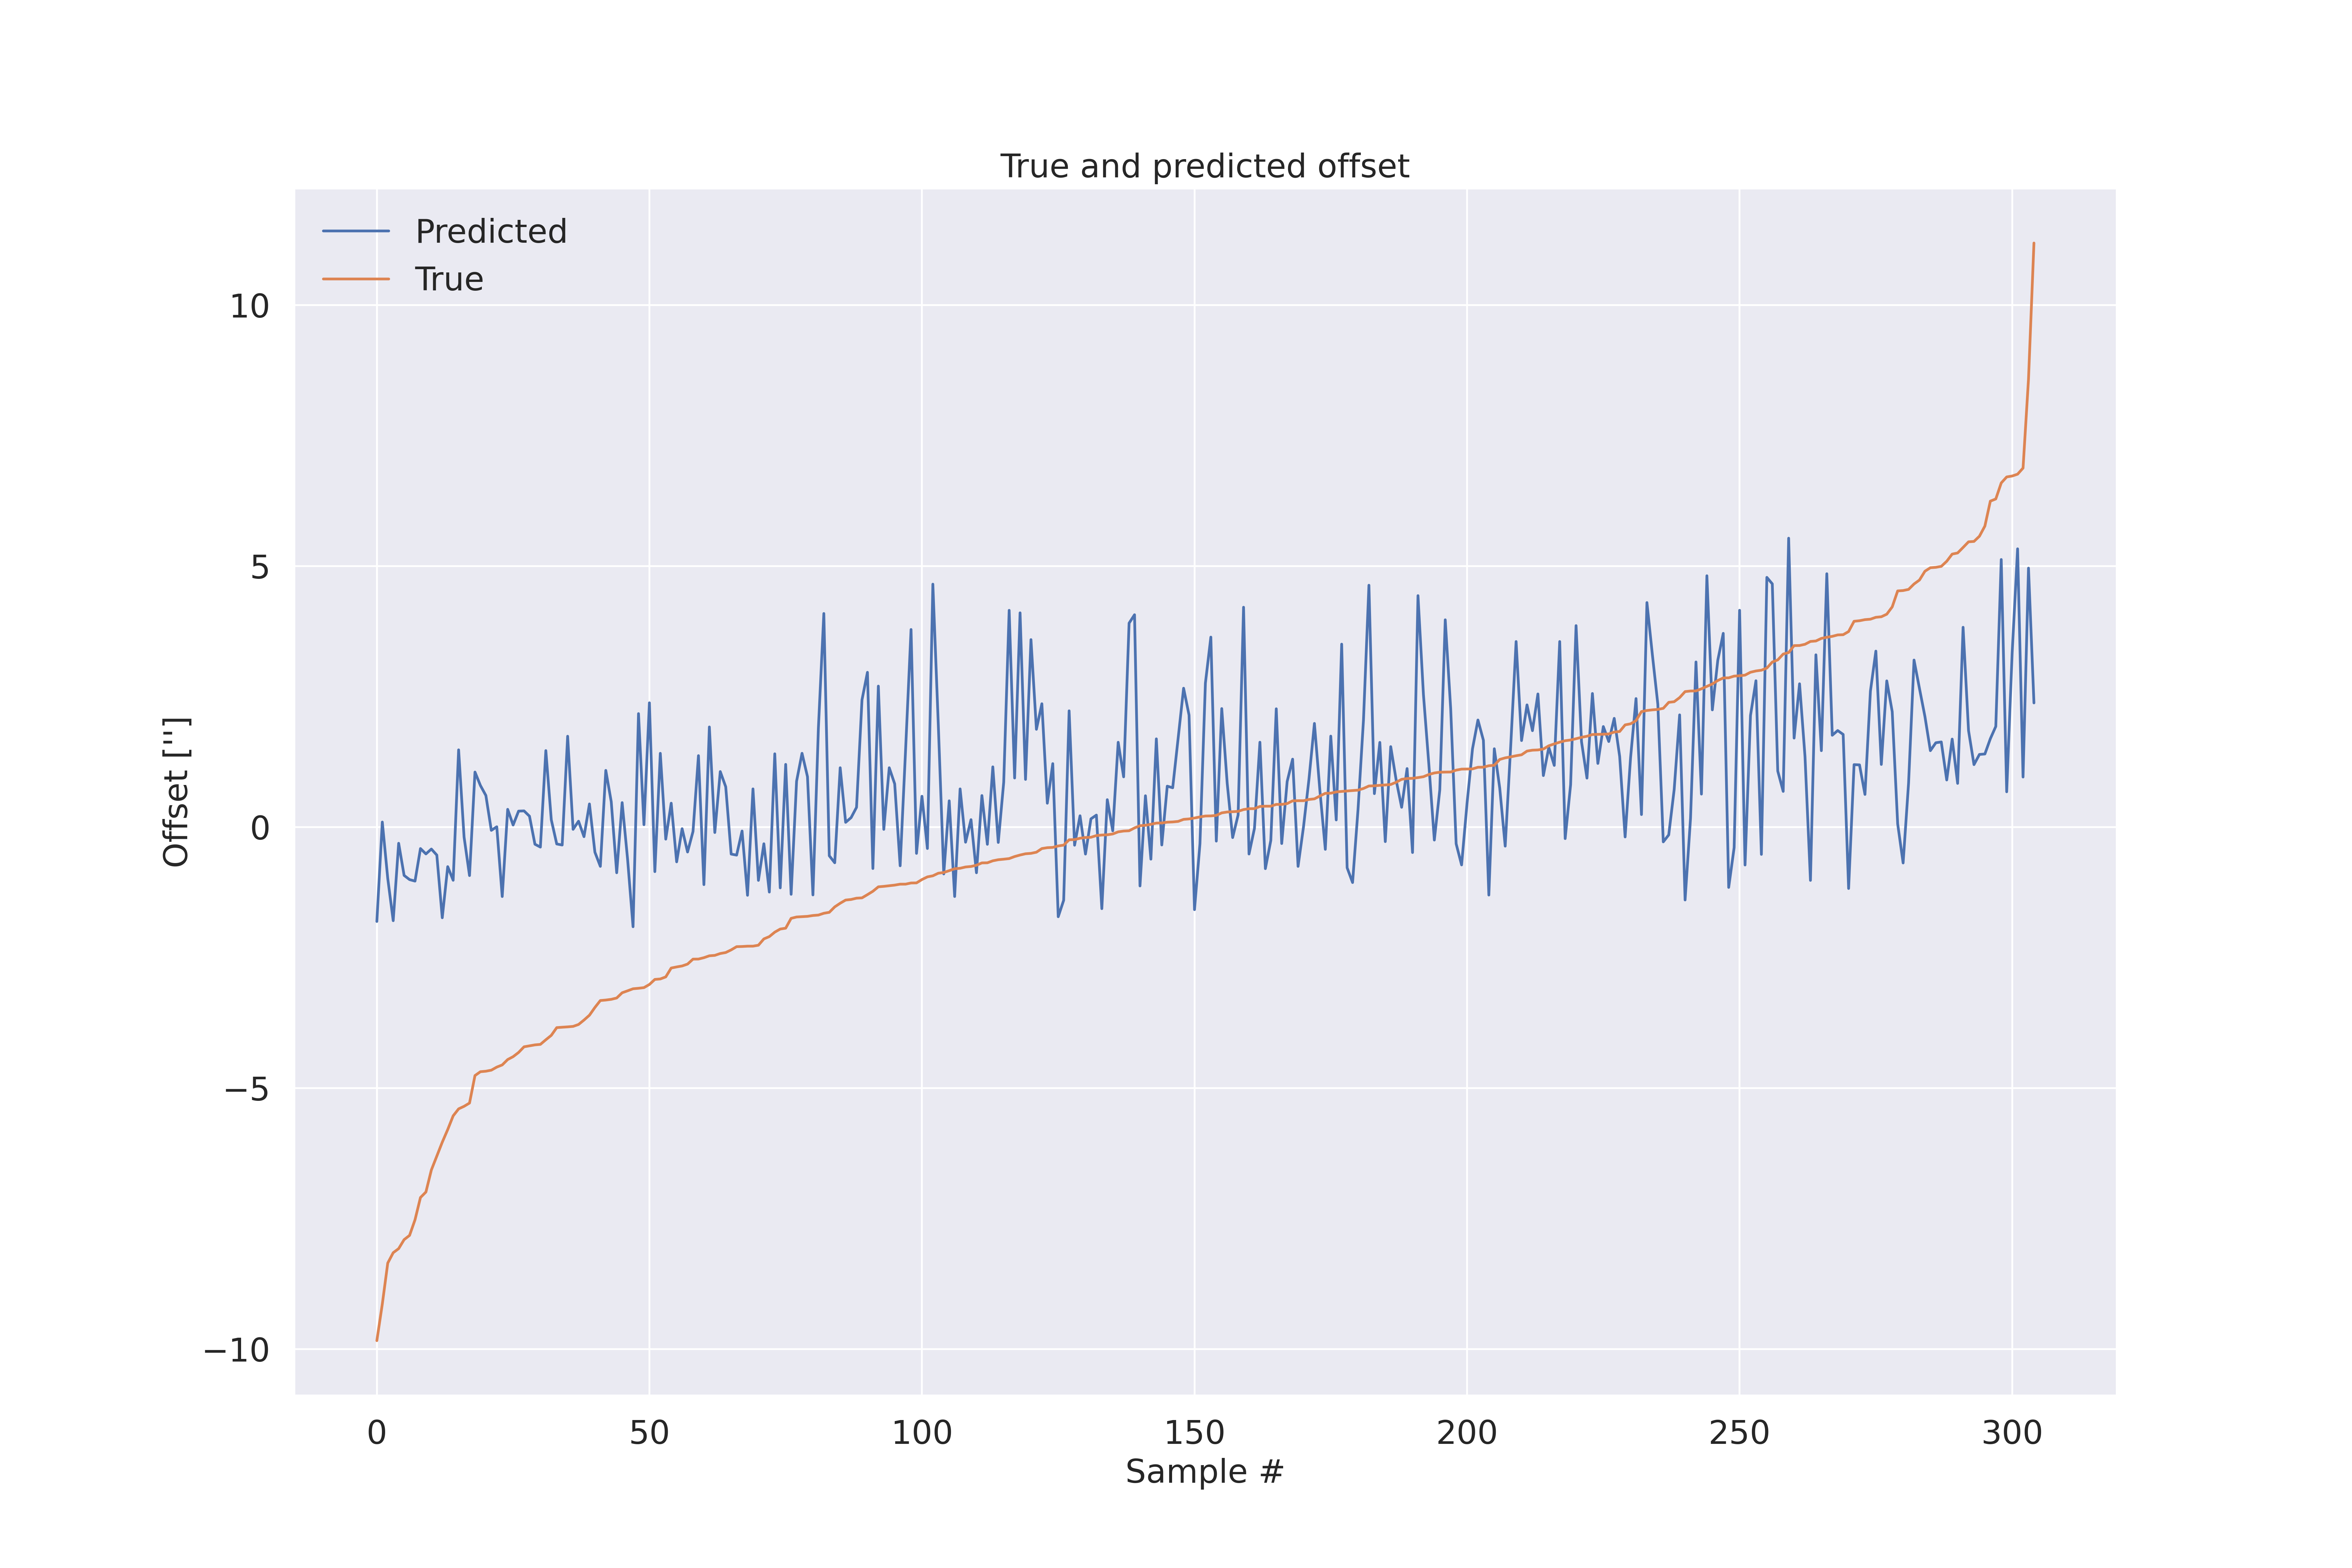 True and predicted offset
Predicted
True
10
5
0
−5
−10
Offset ['']
0 50 100 150 200 250 300
Sample #